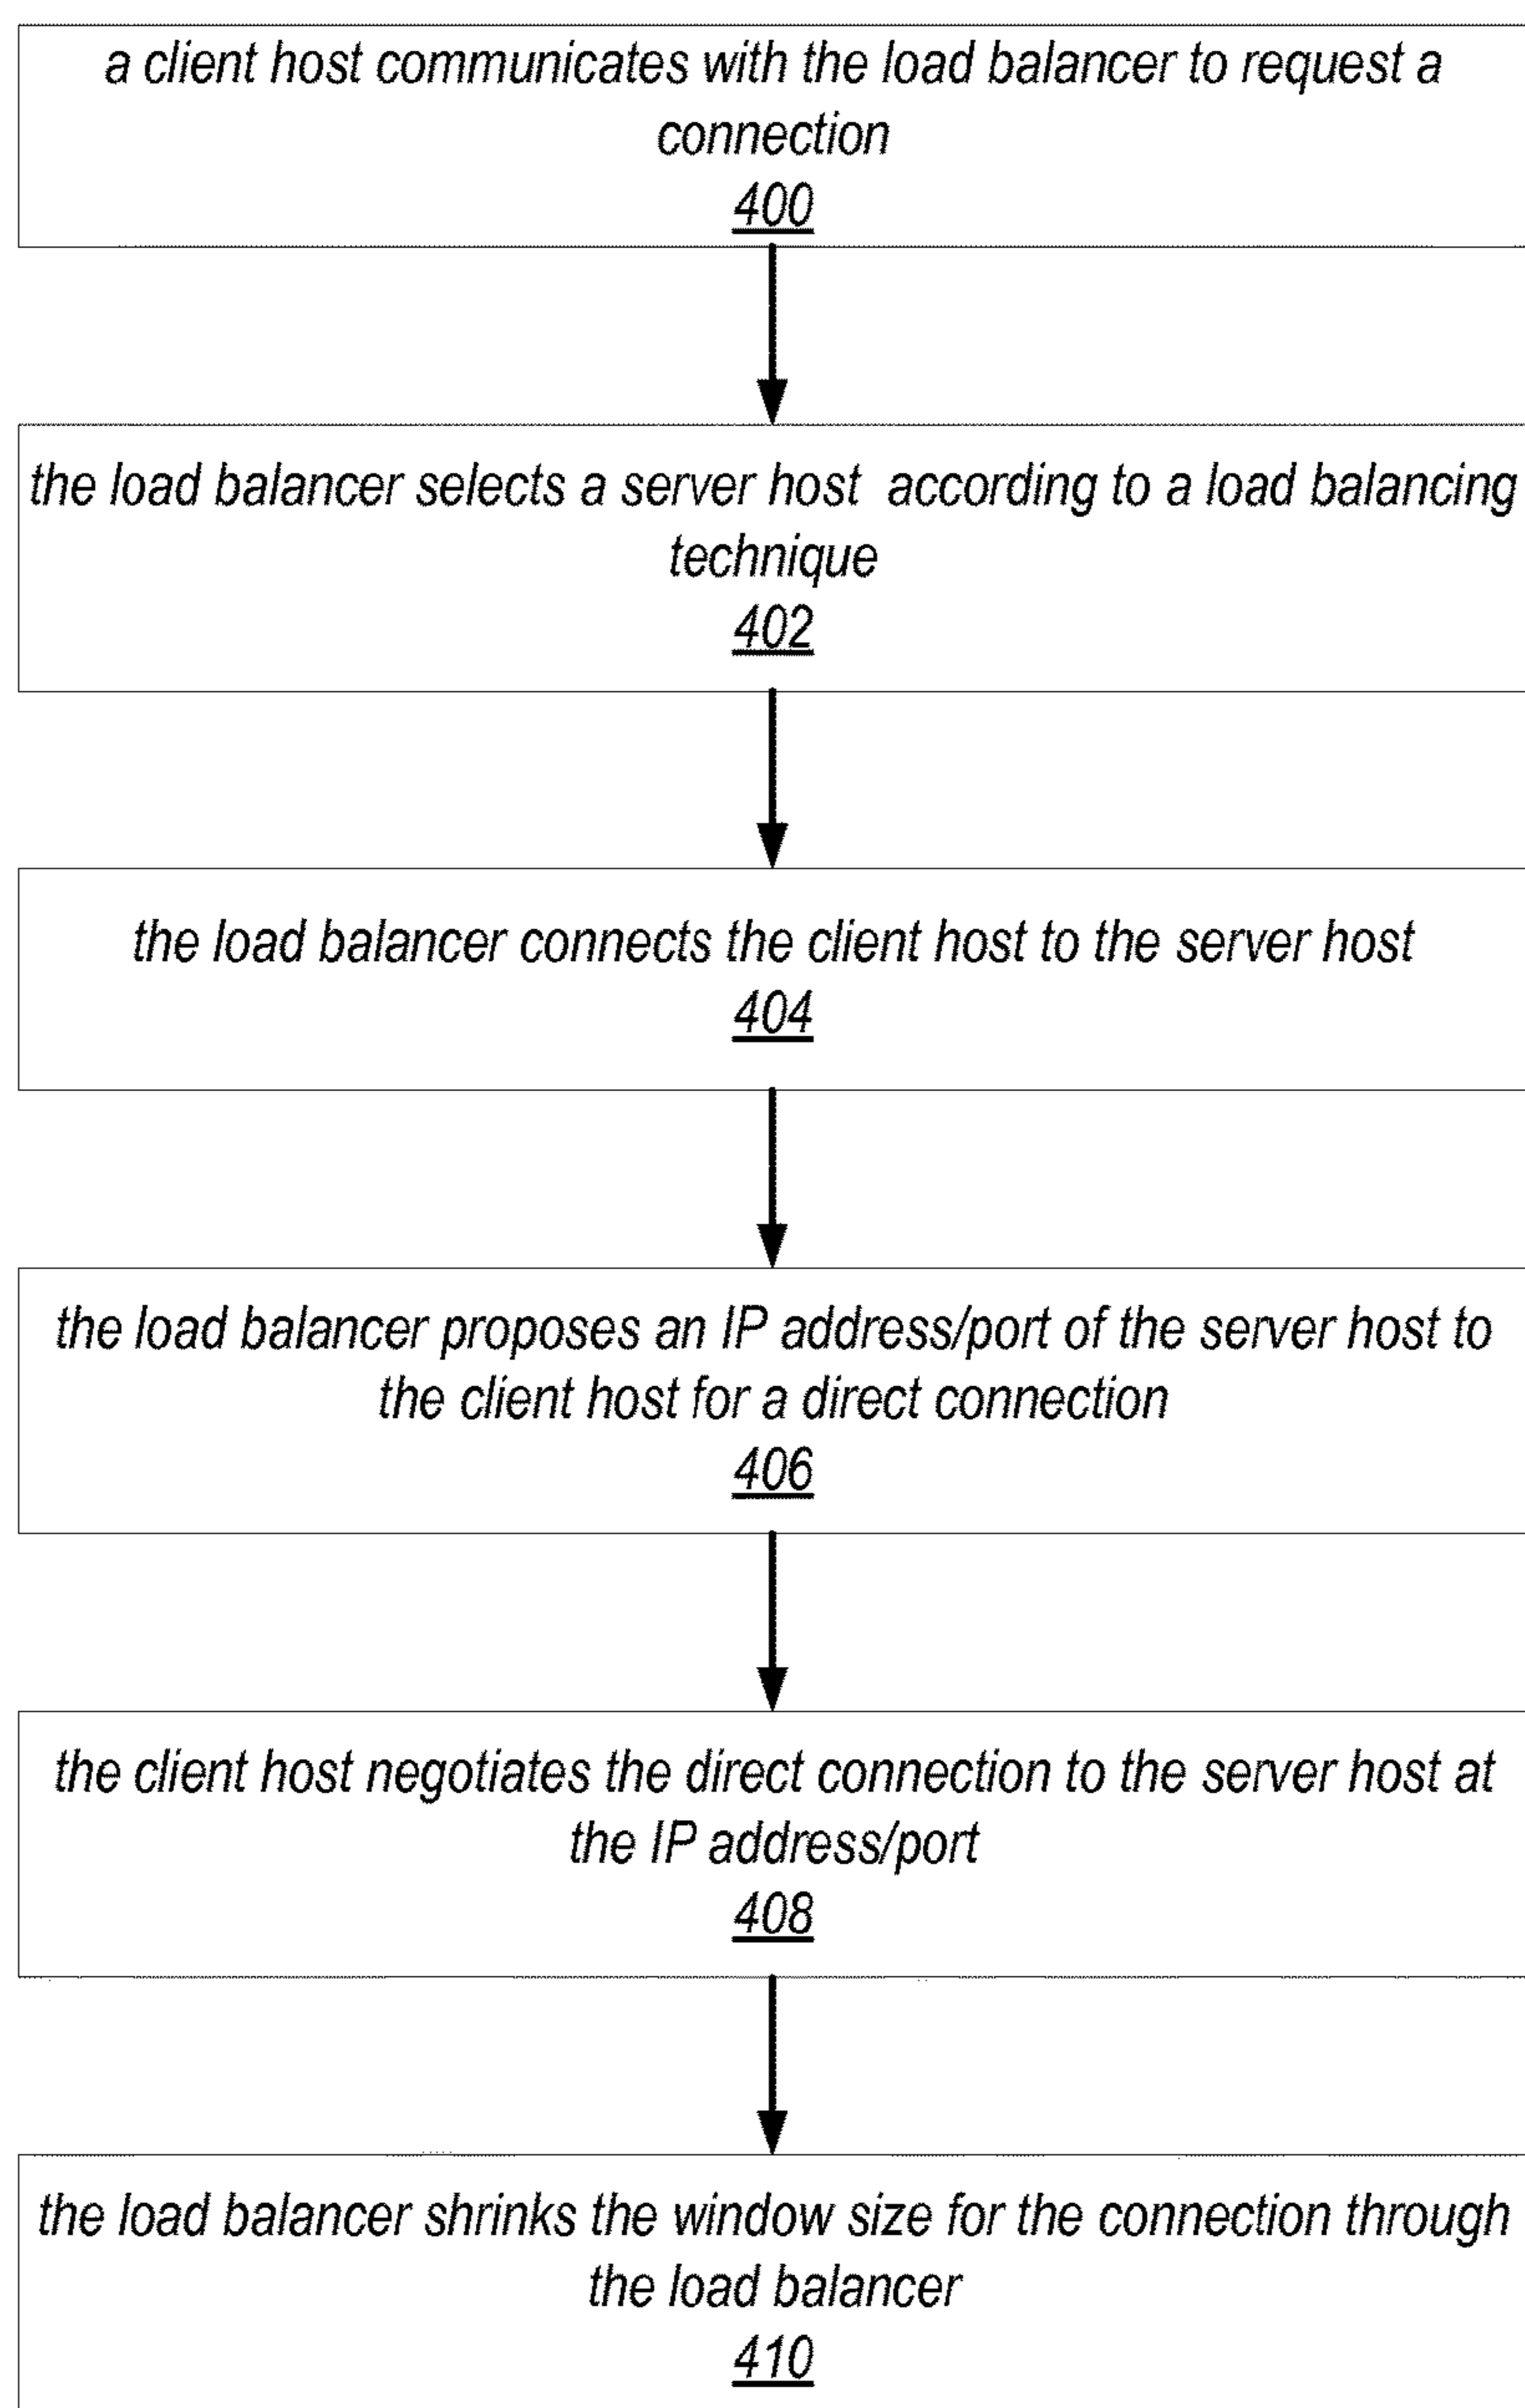 a client host communicates with the load balancer to request a
connection
400
the load balancer selects a server host according to a load balancing
technique
402
the load balancer connects the client host to the server host
404
the load balancer proposes an IP address/port of the server host to
the client host for a direct connection
406
the client host negotiates the direct connection to the server host at
the IP address/port
408
the load balancer shrinks the window size for the connection through
the load balancer
410